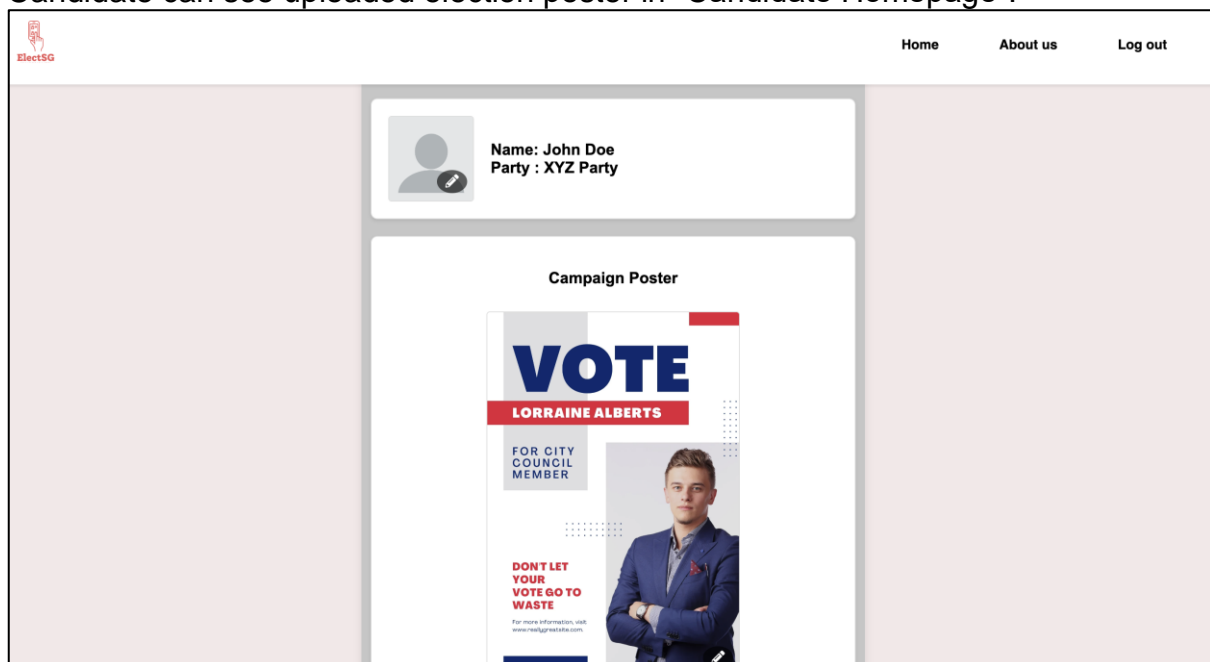 Candidate can see uploaded election poster in "Candidate Homepage".
ElectSG
Home About us Log out
Name: John Doe
Party : XYZ Party
Campaign Poster
VOTE
LORRAINE ALBERTS
FOR CITY
COUNCIL
MEMBER
DON'T LET
YOUR
VOTE GO TO
WASTE
For more information, visit
www.reallygreatsite.com